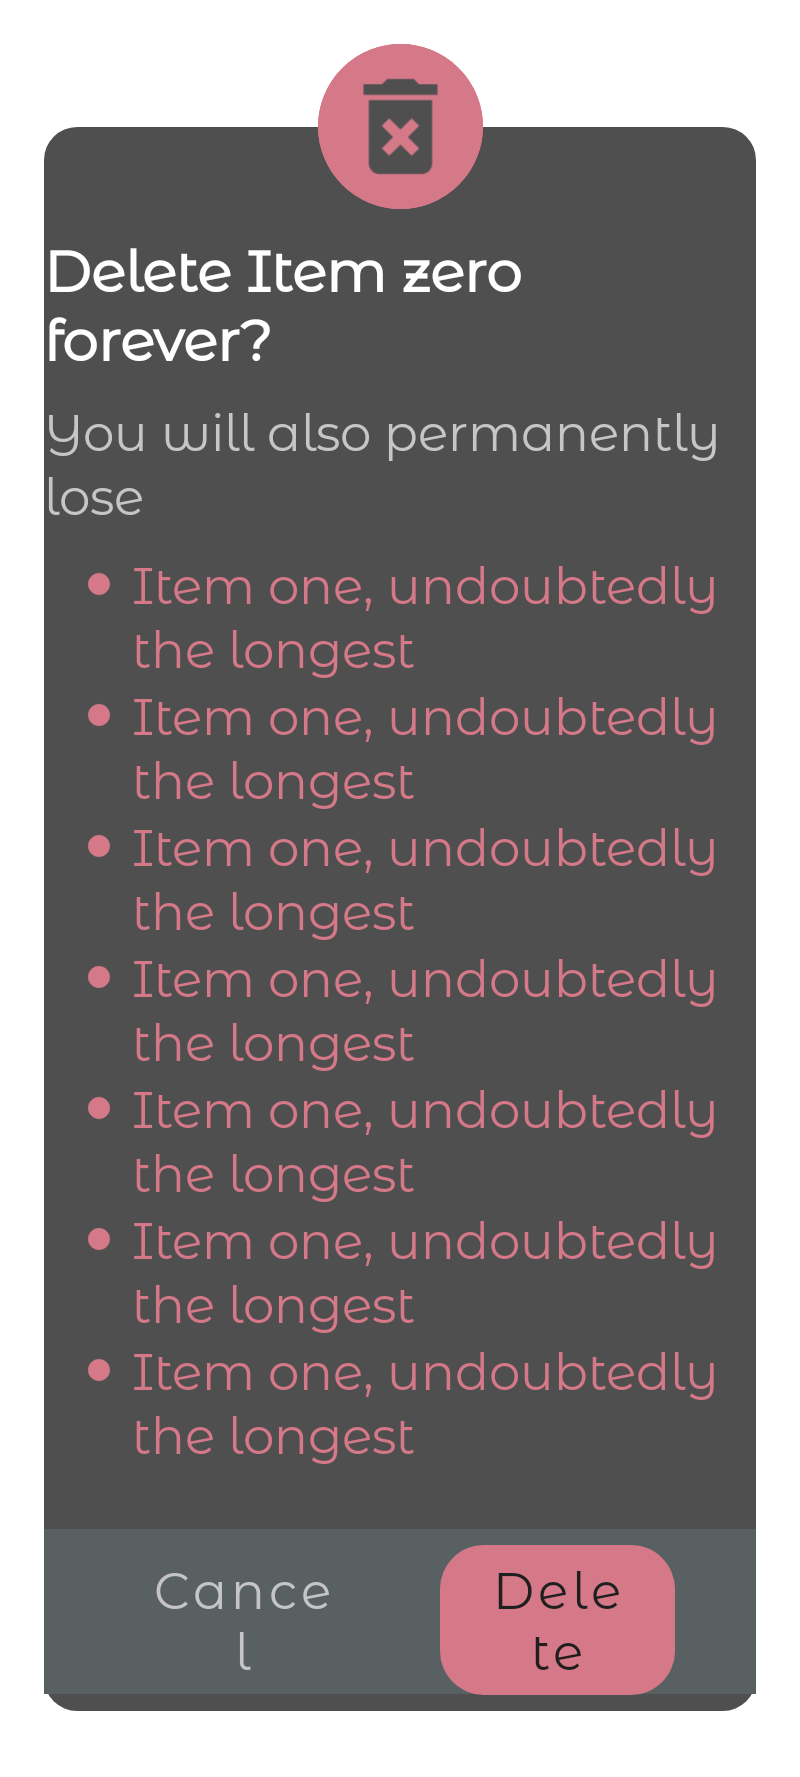 Delete Item zero
forever?
You will also permanently
lose
Item one, undoubtedly
the longest
Item one, undoubtedly
the longest
Item one, undoubtedly
the longest
Item one, undoubtedly
the longest
Item one, undoubtedly
the longest
Item one, undoubtedly
the longest
Item one, undoubtedly
the longest
Cance
l
Dele
te